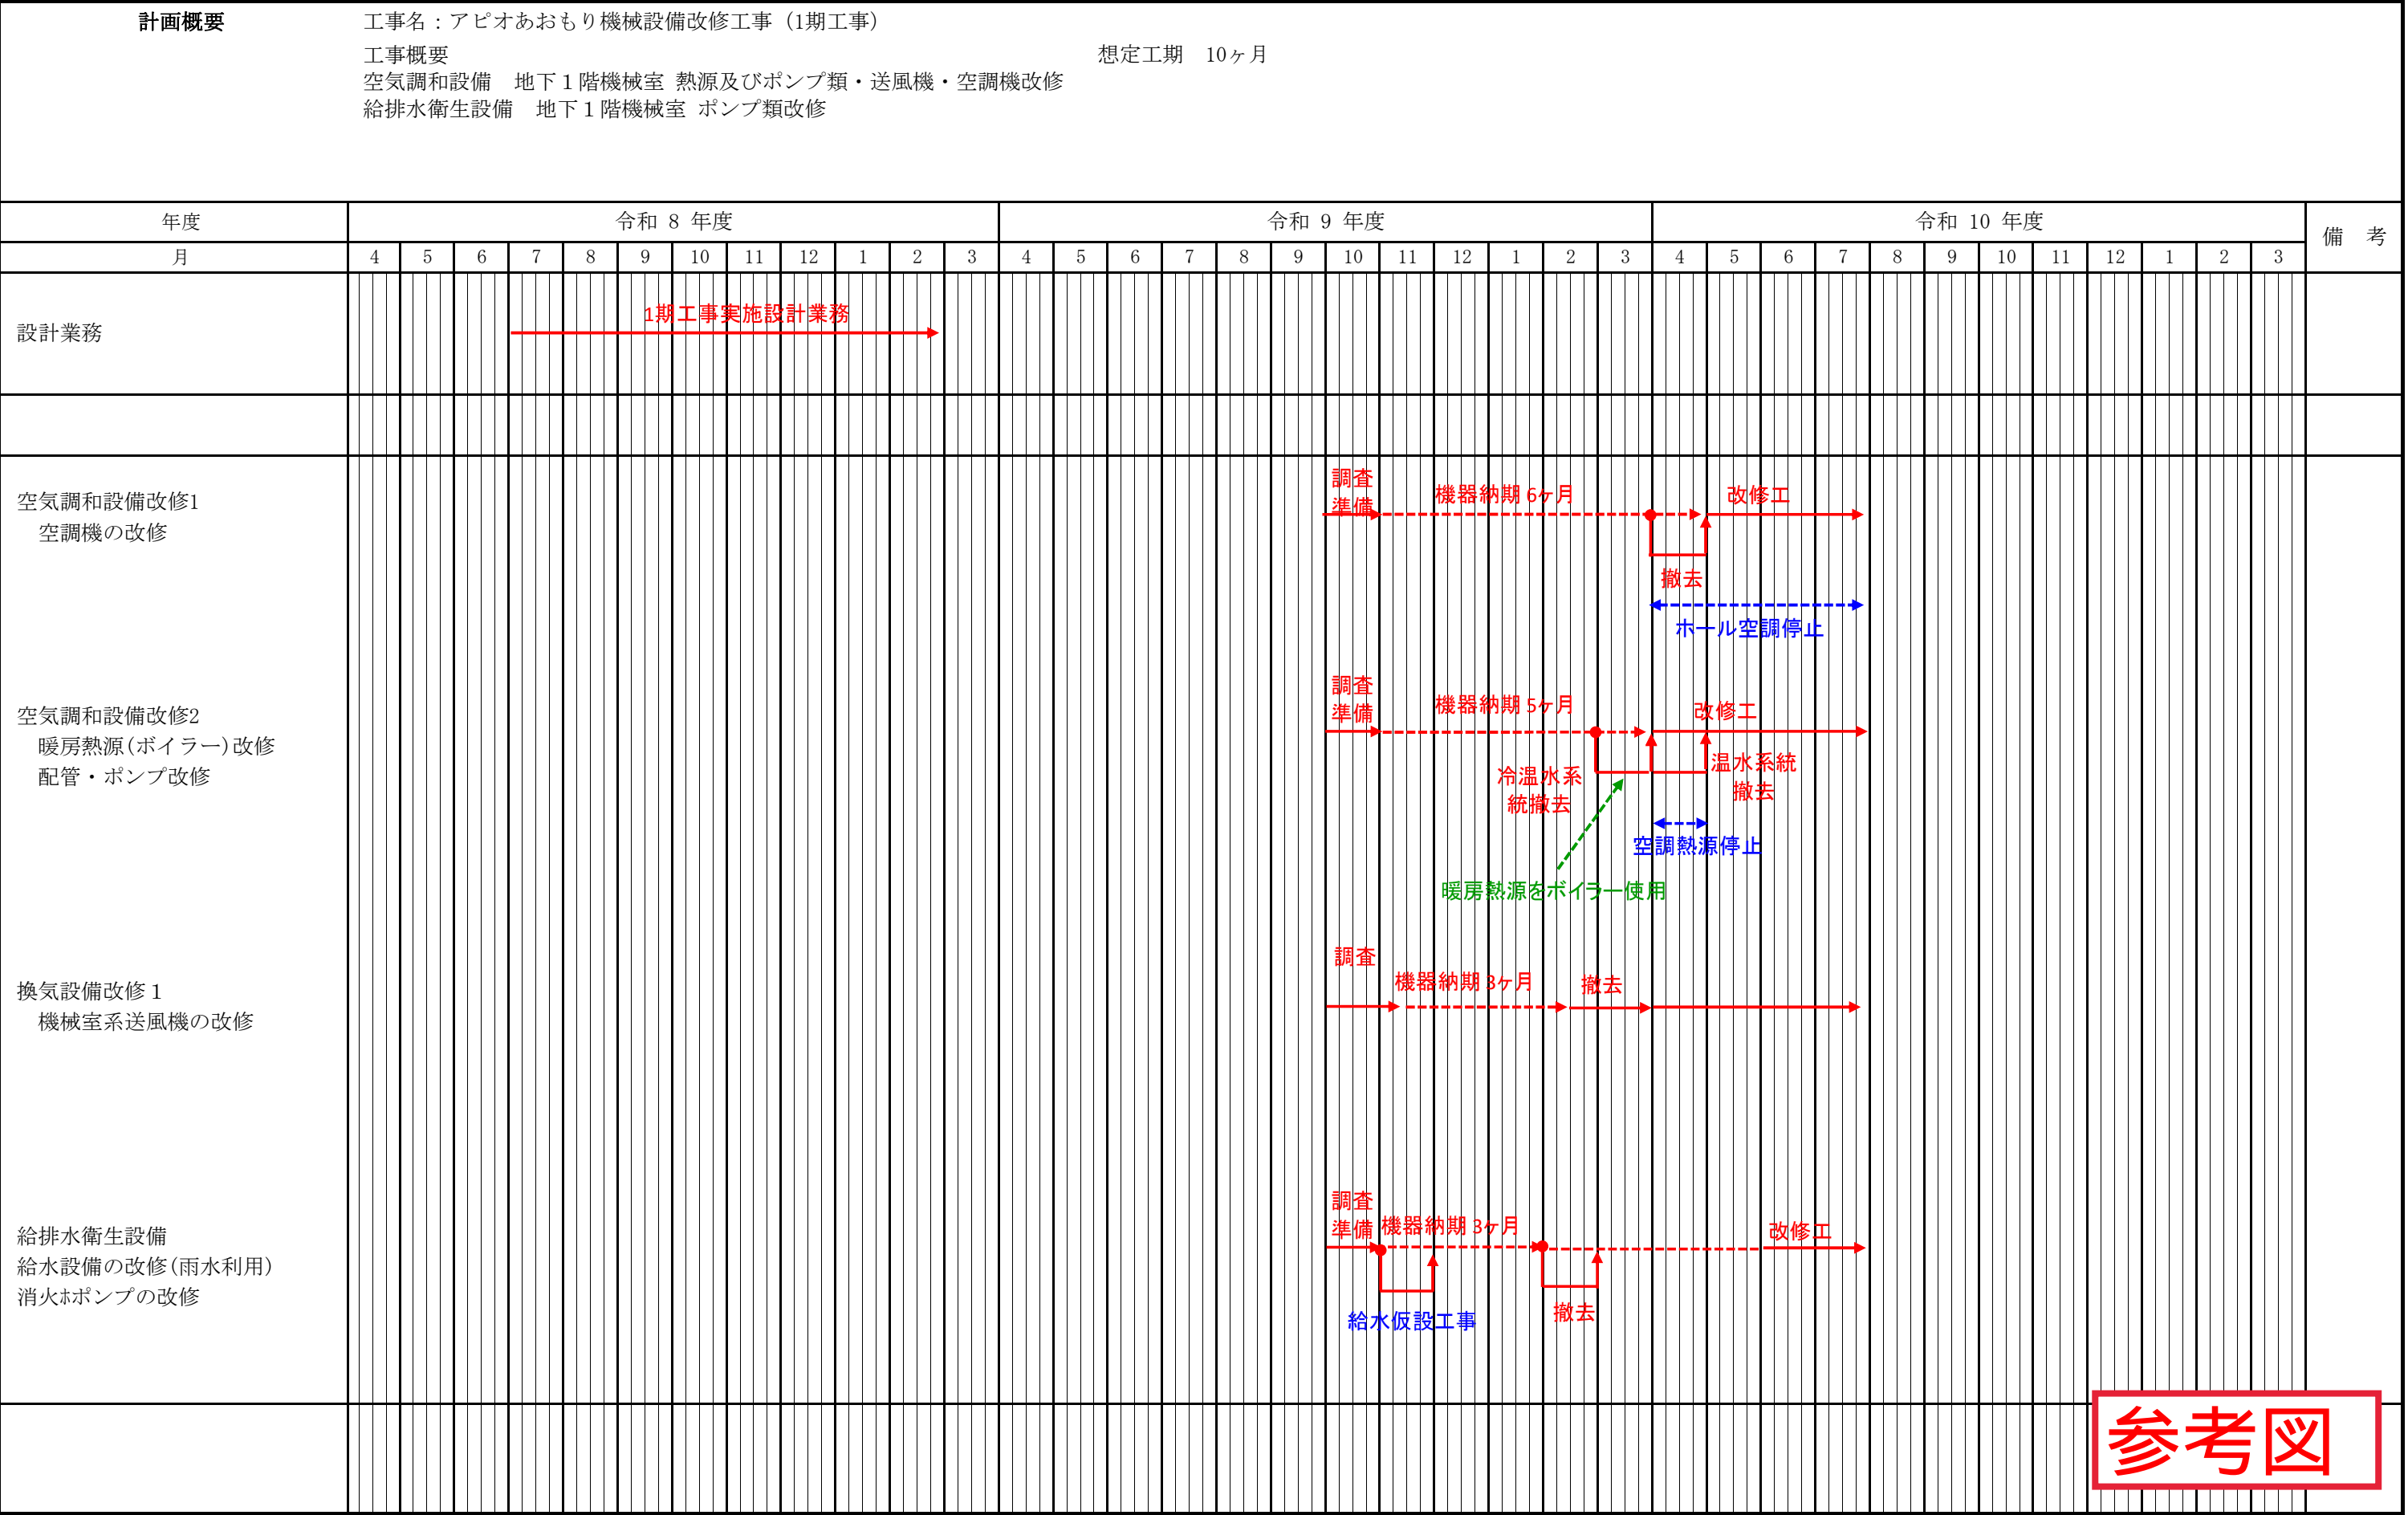 計画概要
工事名：アピオあおもり機械設備改修工事（1期工事）
工事概要
想定工期　10ヶ月
空気調和設備　地下１階機械室 熱源及びポンプ類・送風機・空調機改修
給排水衛生設備　地下１階機械室 ポンプ類改修
年度
令和 8 年度
令和 9 年度
令和 10 年度
備　考
月
4 5 6 7 8 9 10 11 12 1 2 3 4 5 6 7 8 9 10 11 12 1 2 3 4 5 6 7 8 9 10 11 12 1 2 3
設計業務
1期工事実施設計業務
空気調和設備改修1
空調機の改修
調査
準備
機器納期 6ヶ月
改修工
撤去
ホール空調停止
空気調和設備改修2
暖房熱源(ボイラー)改修
配管・ポンプ改修
調査
準備
機器納期 5ヶ月
改修工
冷温水系
統撤去
温水系統
撤去
空調熱源停止
暖房熱源をボイラー使用
換気設備改修１
機械室系送風機の改修
調査
機器納期 3ヶ月
撤去
給排水衛生設備
給水設備の改修(雨水利用)
消火ﾎポンプの改修
調査
準備
機器納期 3ヶ月
改修工
給水仮設工事
撤去
参考図